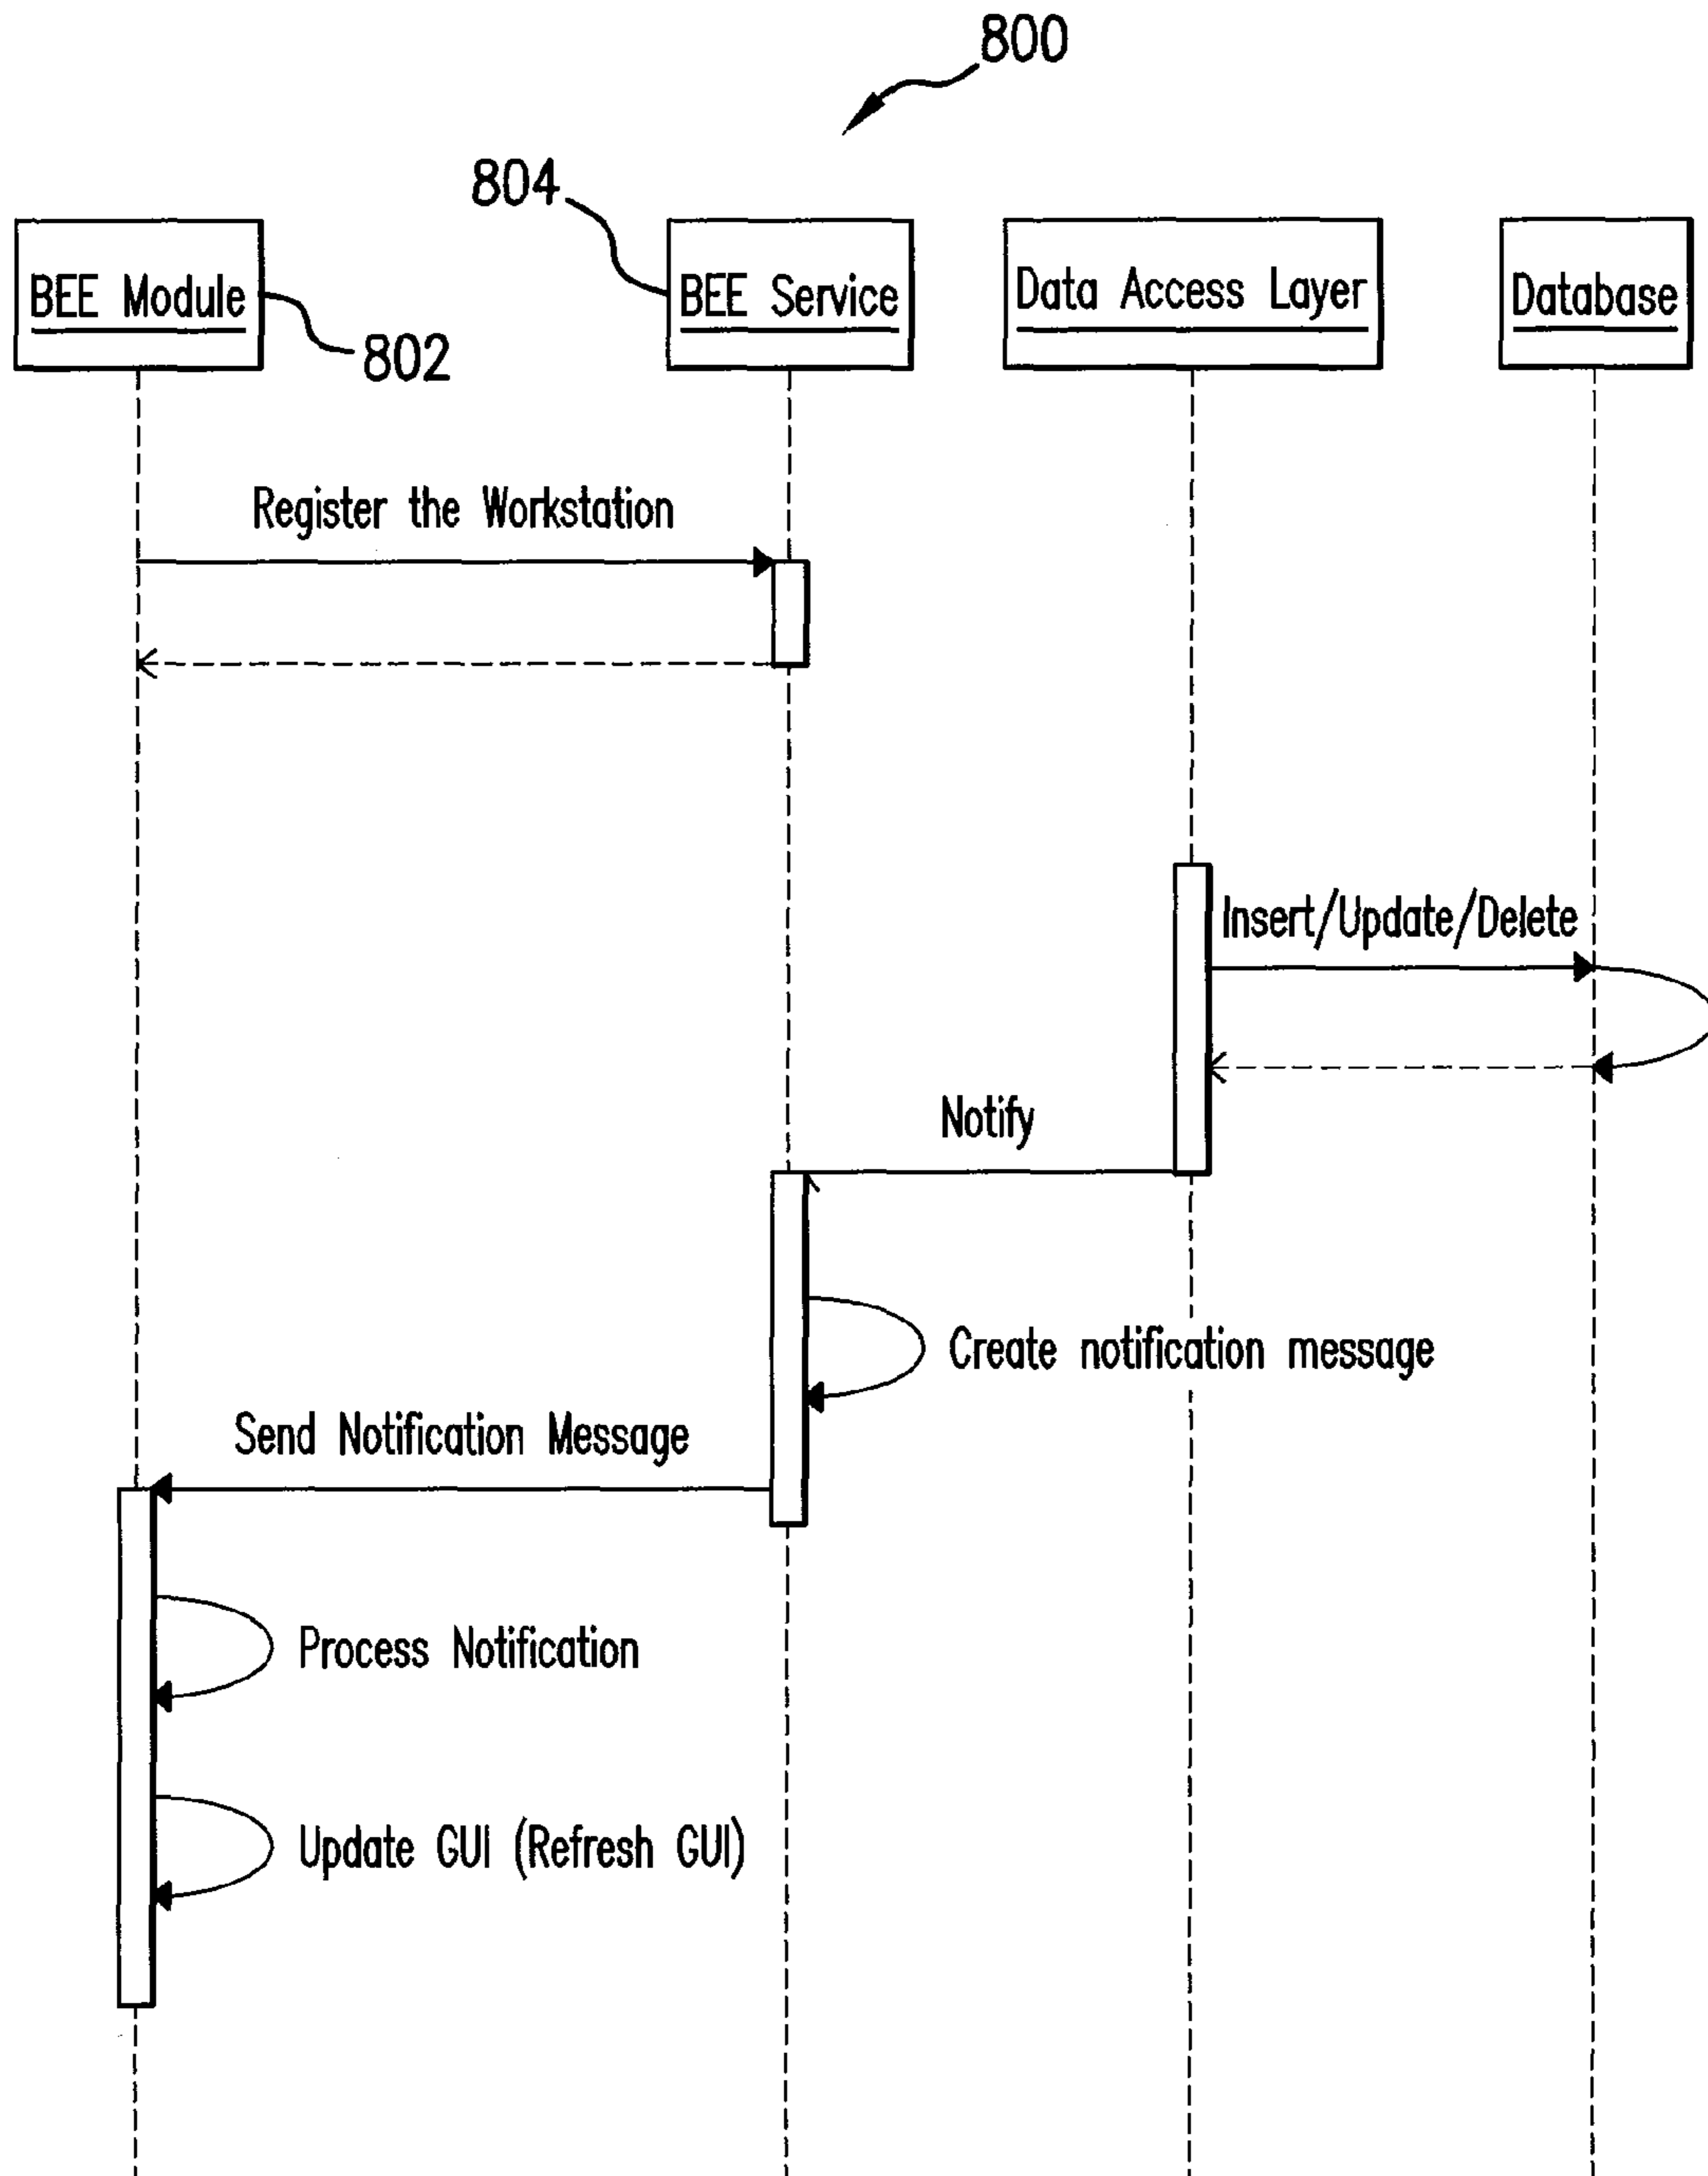 800
804
BEE Module
BEE Service
Data Access Layer
Database
802
Register the Workstation
Insert/Update/Delete
Notify
Create notification message
Send Notification Message
Process Notification
Update GUI (Refresh GUI)